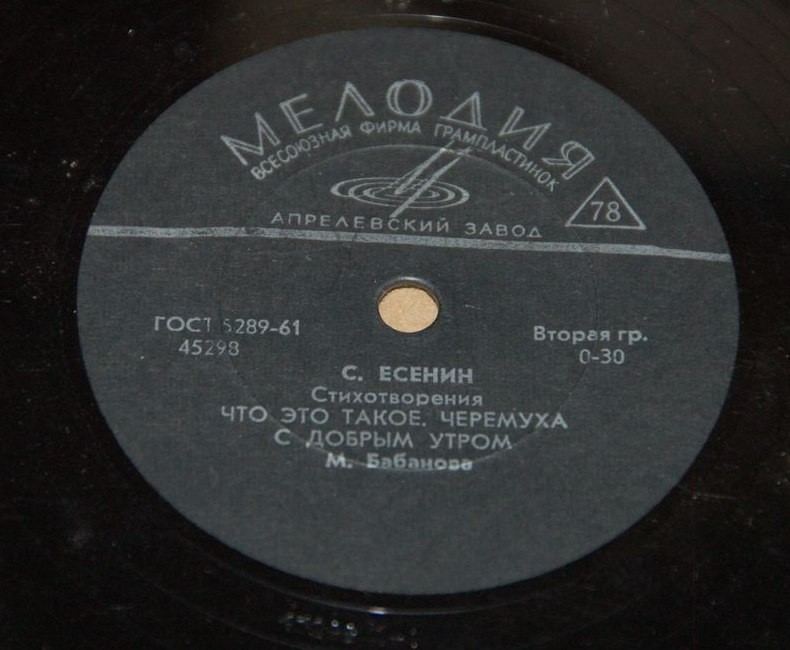 МЕЛОДИЯ
ВСЕСОЮЗНАЯ ФИРМА ГРАМПЛАСТИНОК
78
АПРЕЛЕВСКИЙ ЗАВОД
ГОСТ 5289-61
45298
Вторая гр.
0-30
С. ЕСЕНИН
Стихотворения
ЧТО ЭТО ТАКОЕ. ЧЕРЕМУХА
С ДОБРЫМ УТРОМ
М. Бабанова